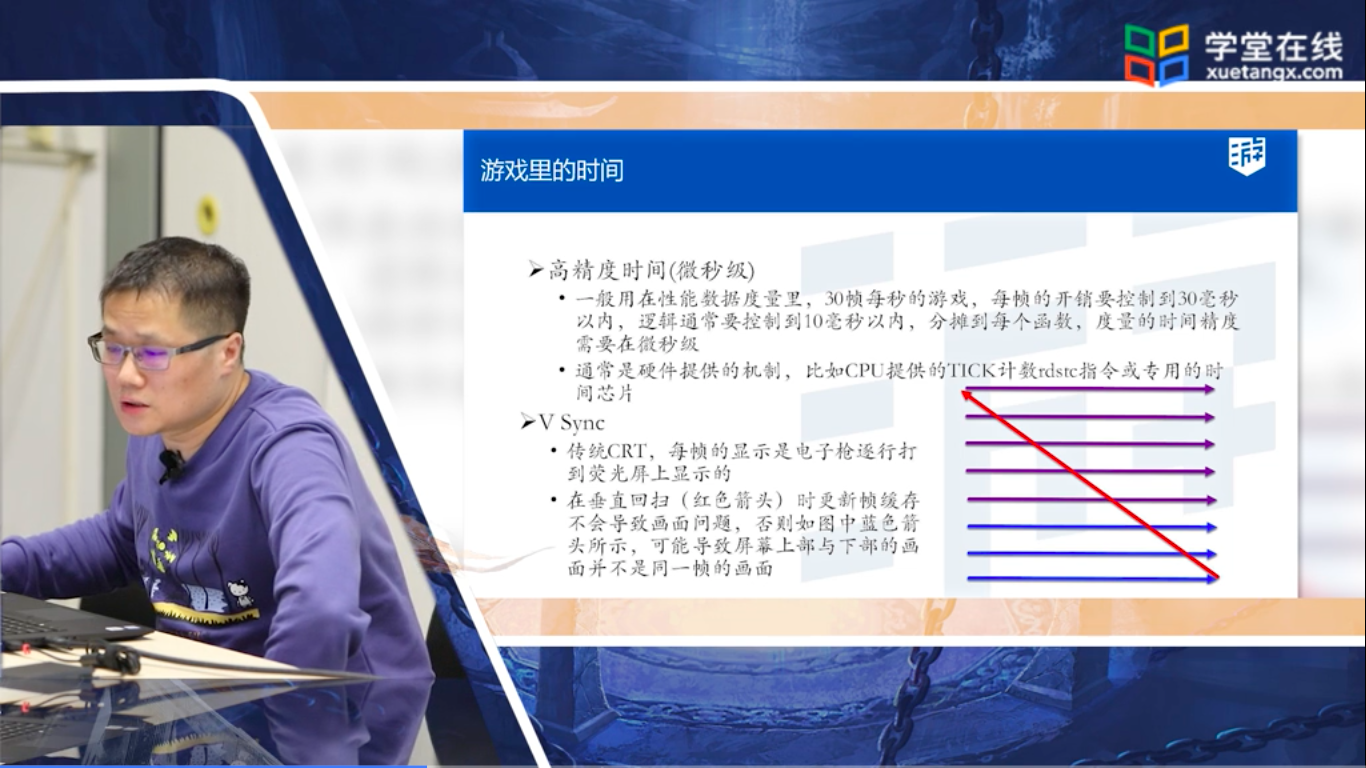 学堂在线
xuetangx.com
游戏里的时间
➢高精度时间(微秒级)
• 一般用在性能数据度量里，30帧每秒的游戏，每帧的开销要控制到30毫秒
以内，逻辑通常要控制到10毫秒以内，分摊到每个函数，度量的时间精度
需要在微秒级
• 通常是硬件提供的机制，比如CPU提供的TICK计数rdstc指令或专用的时
间芯片
➢V Sync
• 传统CRT，每帧的显示是电子枪逐行打
到荧光屏上显示的
• 在垂直回扫（红色箭头）时更新帧缓存
不会导致画面问题，否则如图中蓝色箭
头所示，可能导致屏幕上部与下部的画
面并不是同一帧的画面